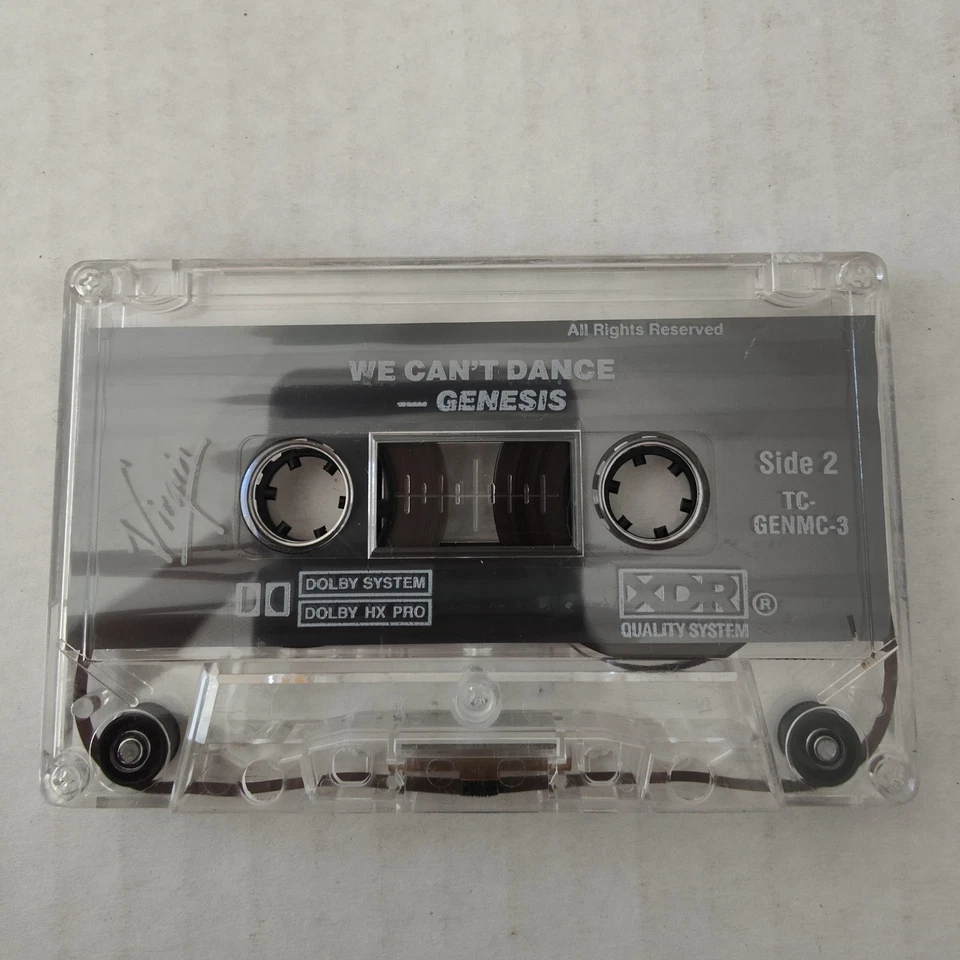 All Rights Reserved
WE CAN'T DANCE
— GENESIS
Virgin
Side 2
TC-
GENMC-3
DOLBY SYSTEM
DOLBY HX PRO
XDR ®
QUALITY SYSTEM